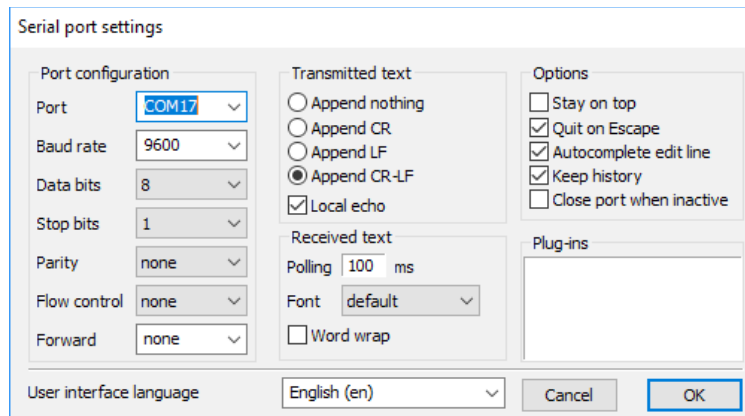 Serial port settings
Port configuration
Port COM17
Baud rate 9600
Data bits 8
Stop bits 1
Parity none
Flow control none
Forward none
Transmitted text
Append nothing
Append CR
Append LF
Append CR-LF
Local echo
Received text
Polling 100 ms
Font default
Word wrap
Options
Stay on top
Quit on Escape
Autocomplete edit line
Keep history
Close port when inactive
Plug-ins
User interface language English (en) Cancel OK